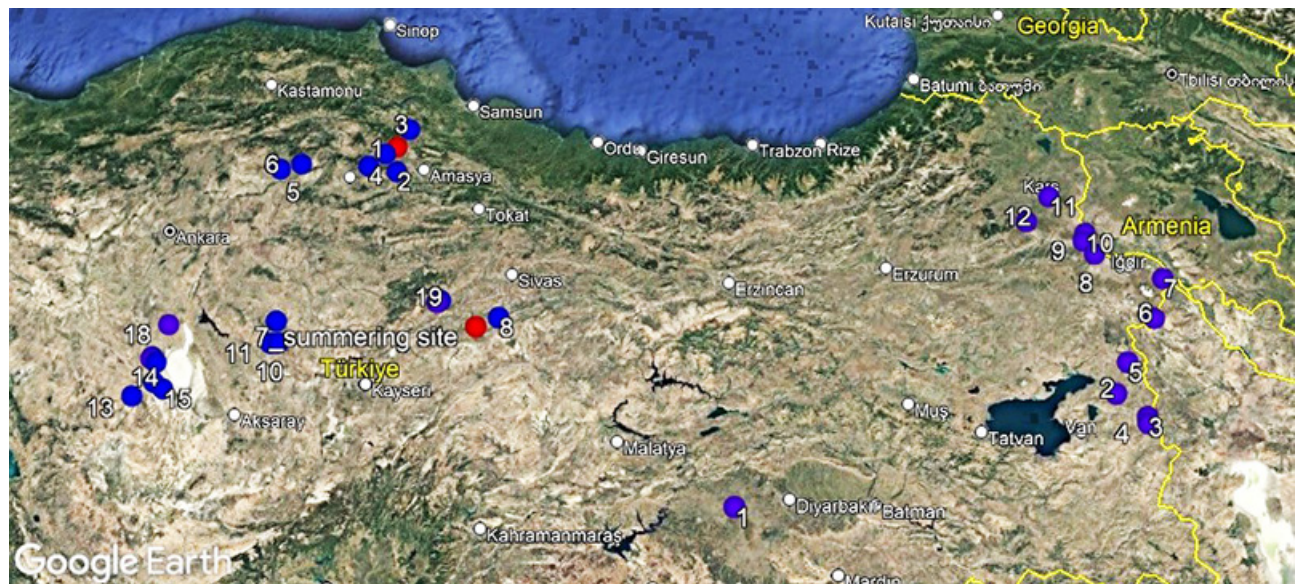 Kutaisi ქუთაისი
Georgia
Sinop
Tbilisi თბილის
Batumi ბათუმი
Kastamonu
Samsun
3
Ordu
Giresun
Trabzon
Rize
1
6
5
4
2
Amasya
Kars
11
Tokat
12
Armenia
Ankara
9
10
Iğdır
8
Erzurum
Sivas
Erzincan
7
19
6
8
18
7_summering site
11
10
Türkiye
5
14
Kayseri
2
13
15
Aksaray
Muş
Tatvan
Van
4
3
Malatya
1
Diyarbakır
Batman
Kahramanmaraş
Google Earth
Mardin